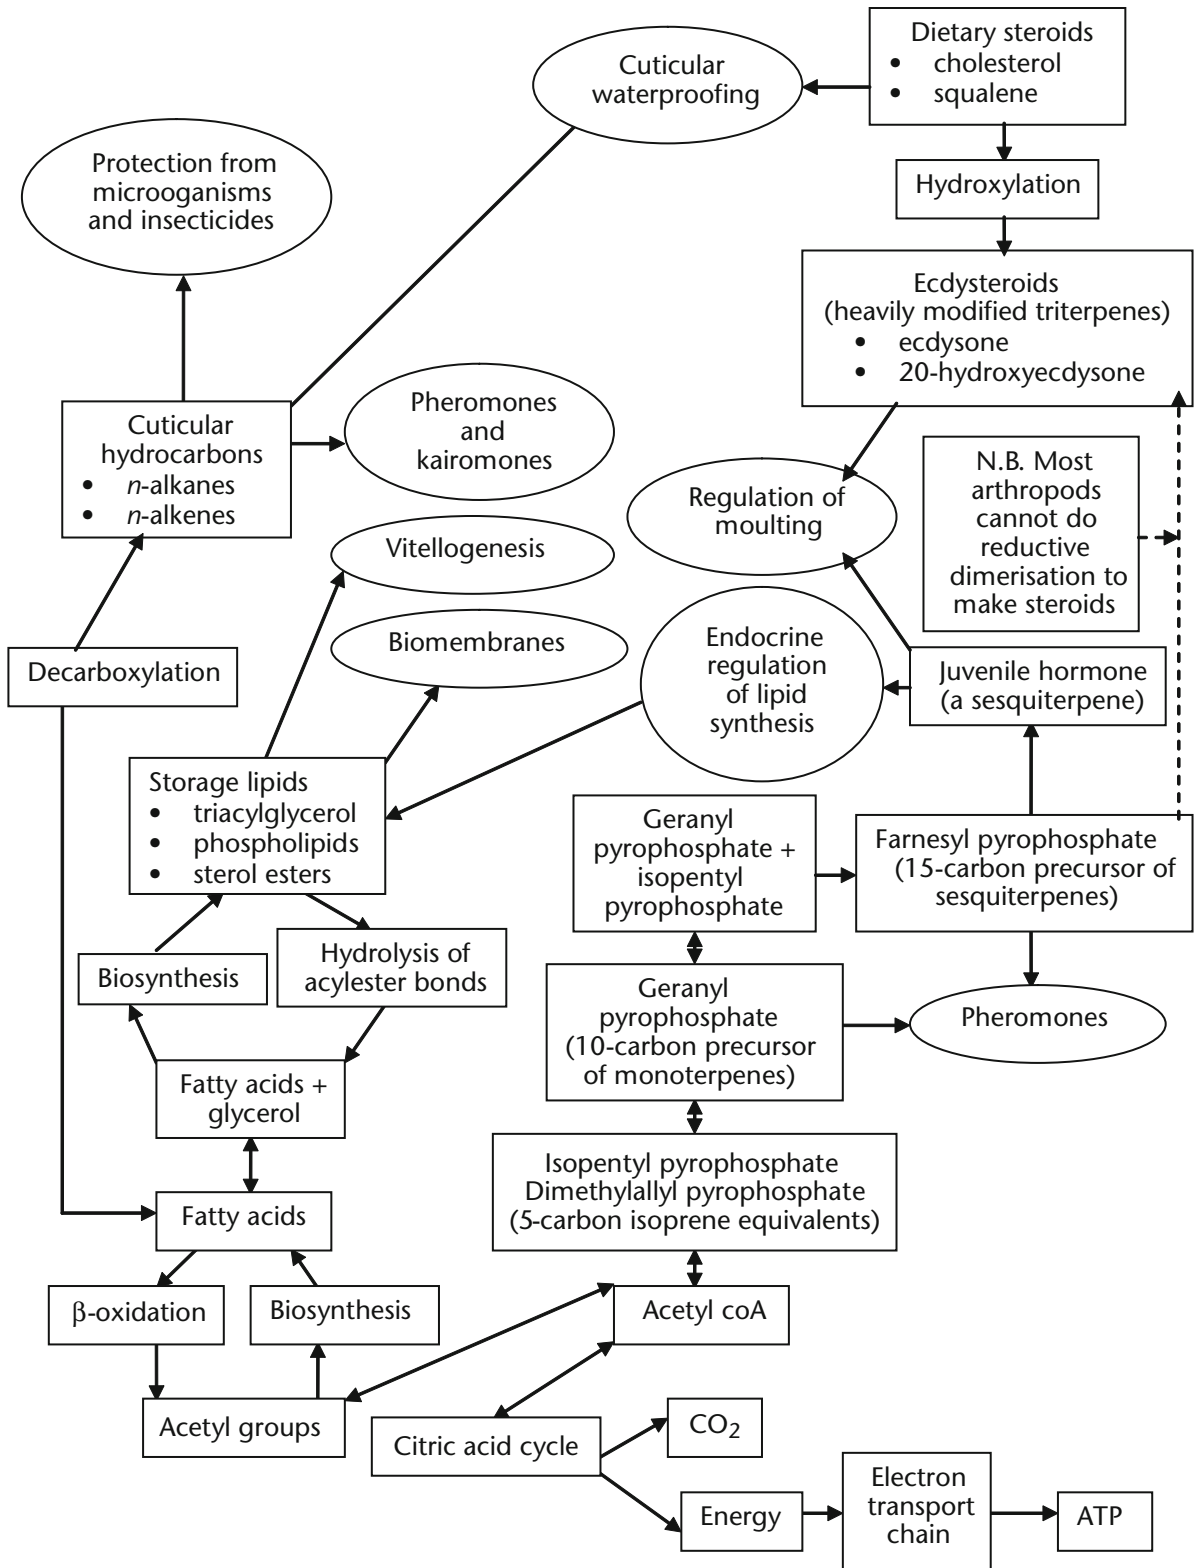 Dietary steroids
• cholesterol
• squalene
Cuticular
waterproofing
Protection from
microoganisms
and insecticides
Hydroxylation
Ecdysteroids
(heavily modified triterpenes)
• ecdysone
• 20-hydroxyecdysone
Cuticular
hydrocarbons
• n-alkanes
• n-alkenes
Pheromones
and
kairomones
Regulation of
moulting
N.B. Most
arthropods
cannot do
reductive
dimerisation to
make steroids
Vitellogenesis
Biomembranes
Decarboxylation
Endocrine
regulation
of lipid
synthesis
Juvenile hormone
(a sesquiterpene)
Storage lipids
• triacylglycerol
• phospholipids
• sterol esters
Geranyl
pyrophosphate +
isopentyl
pyrophosphate
Farnesyl pyrophosphate
(15-carbon precursor of
sesquiterpenes)
Biosynthesis
Hydrolysis of
acylester bonds
Geranyl
pyrophosphate
(10-carbon precursor
of monoterpenes)
Pheromones
Fatty acids +
glycerol
Isopentyl pyrophosphate
Dimethylallyl pyrophosphate
(5-carbon isoprene equivalents)
Fatty acids
β-oxidation
Biosynthesis
Acetyl coA
Acetyl groups
Citric acid cycle
CO2
Energy
Electron
transport
chain
ATP